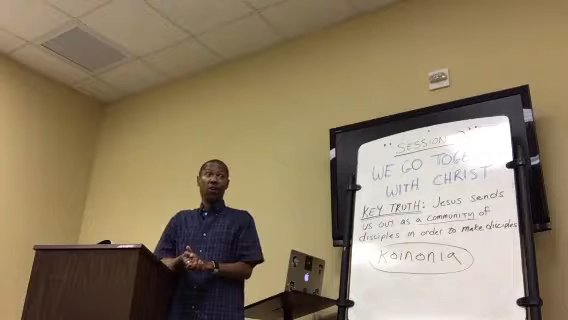 "SESSION
WE GO TOGE
WITH CHRIST
KEY TRUTH: Jesus sends
us out as a community of
disciples in order to make disciples
Koinonia